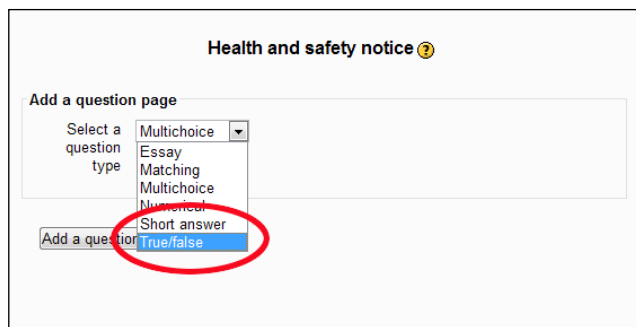 Health and safety notice
Add a question page
Select a question type
Multichoice
Essay
Matching
Multichoice
Numerical
Short answer
True/false
Add a question